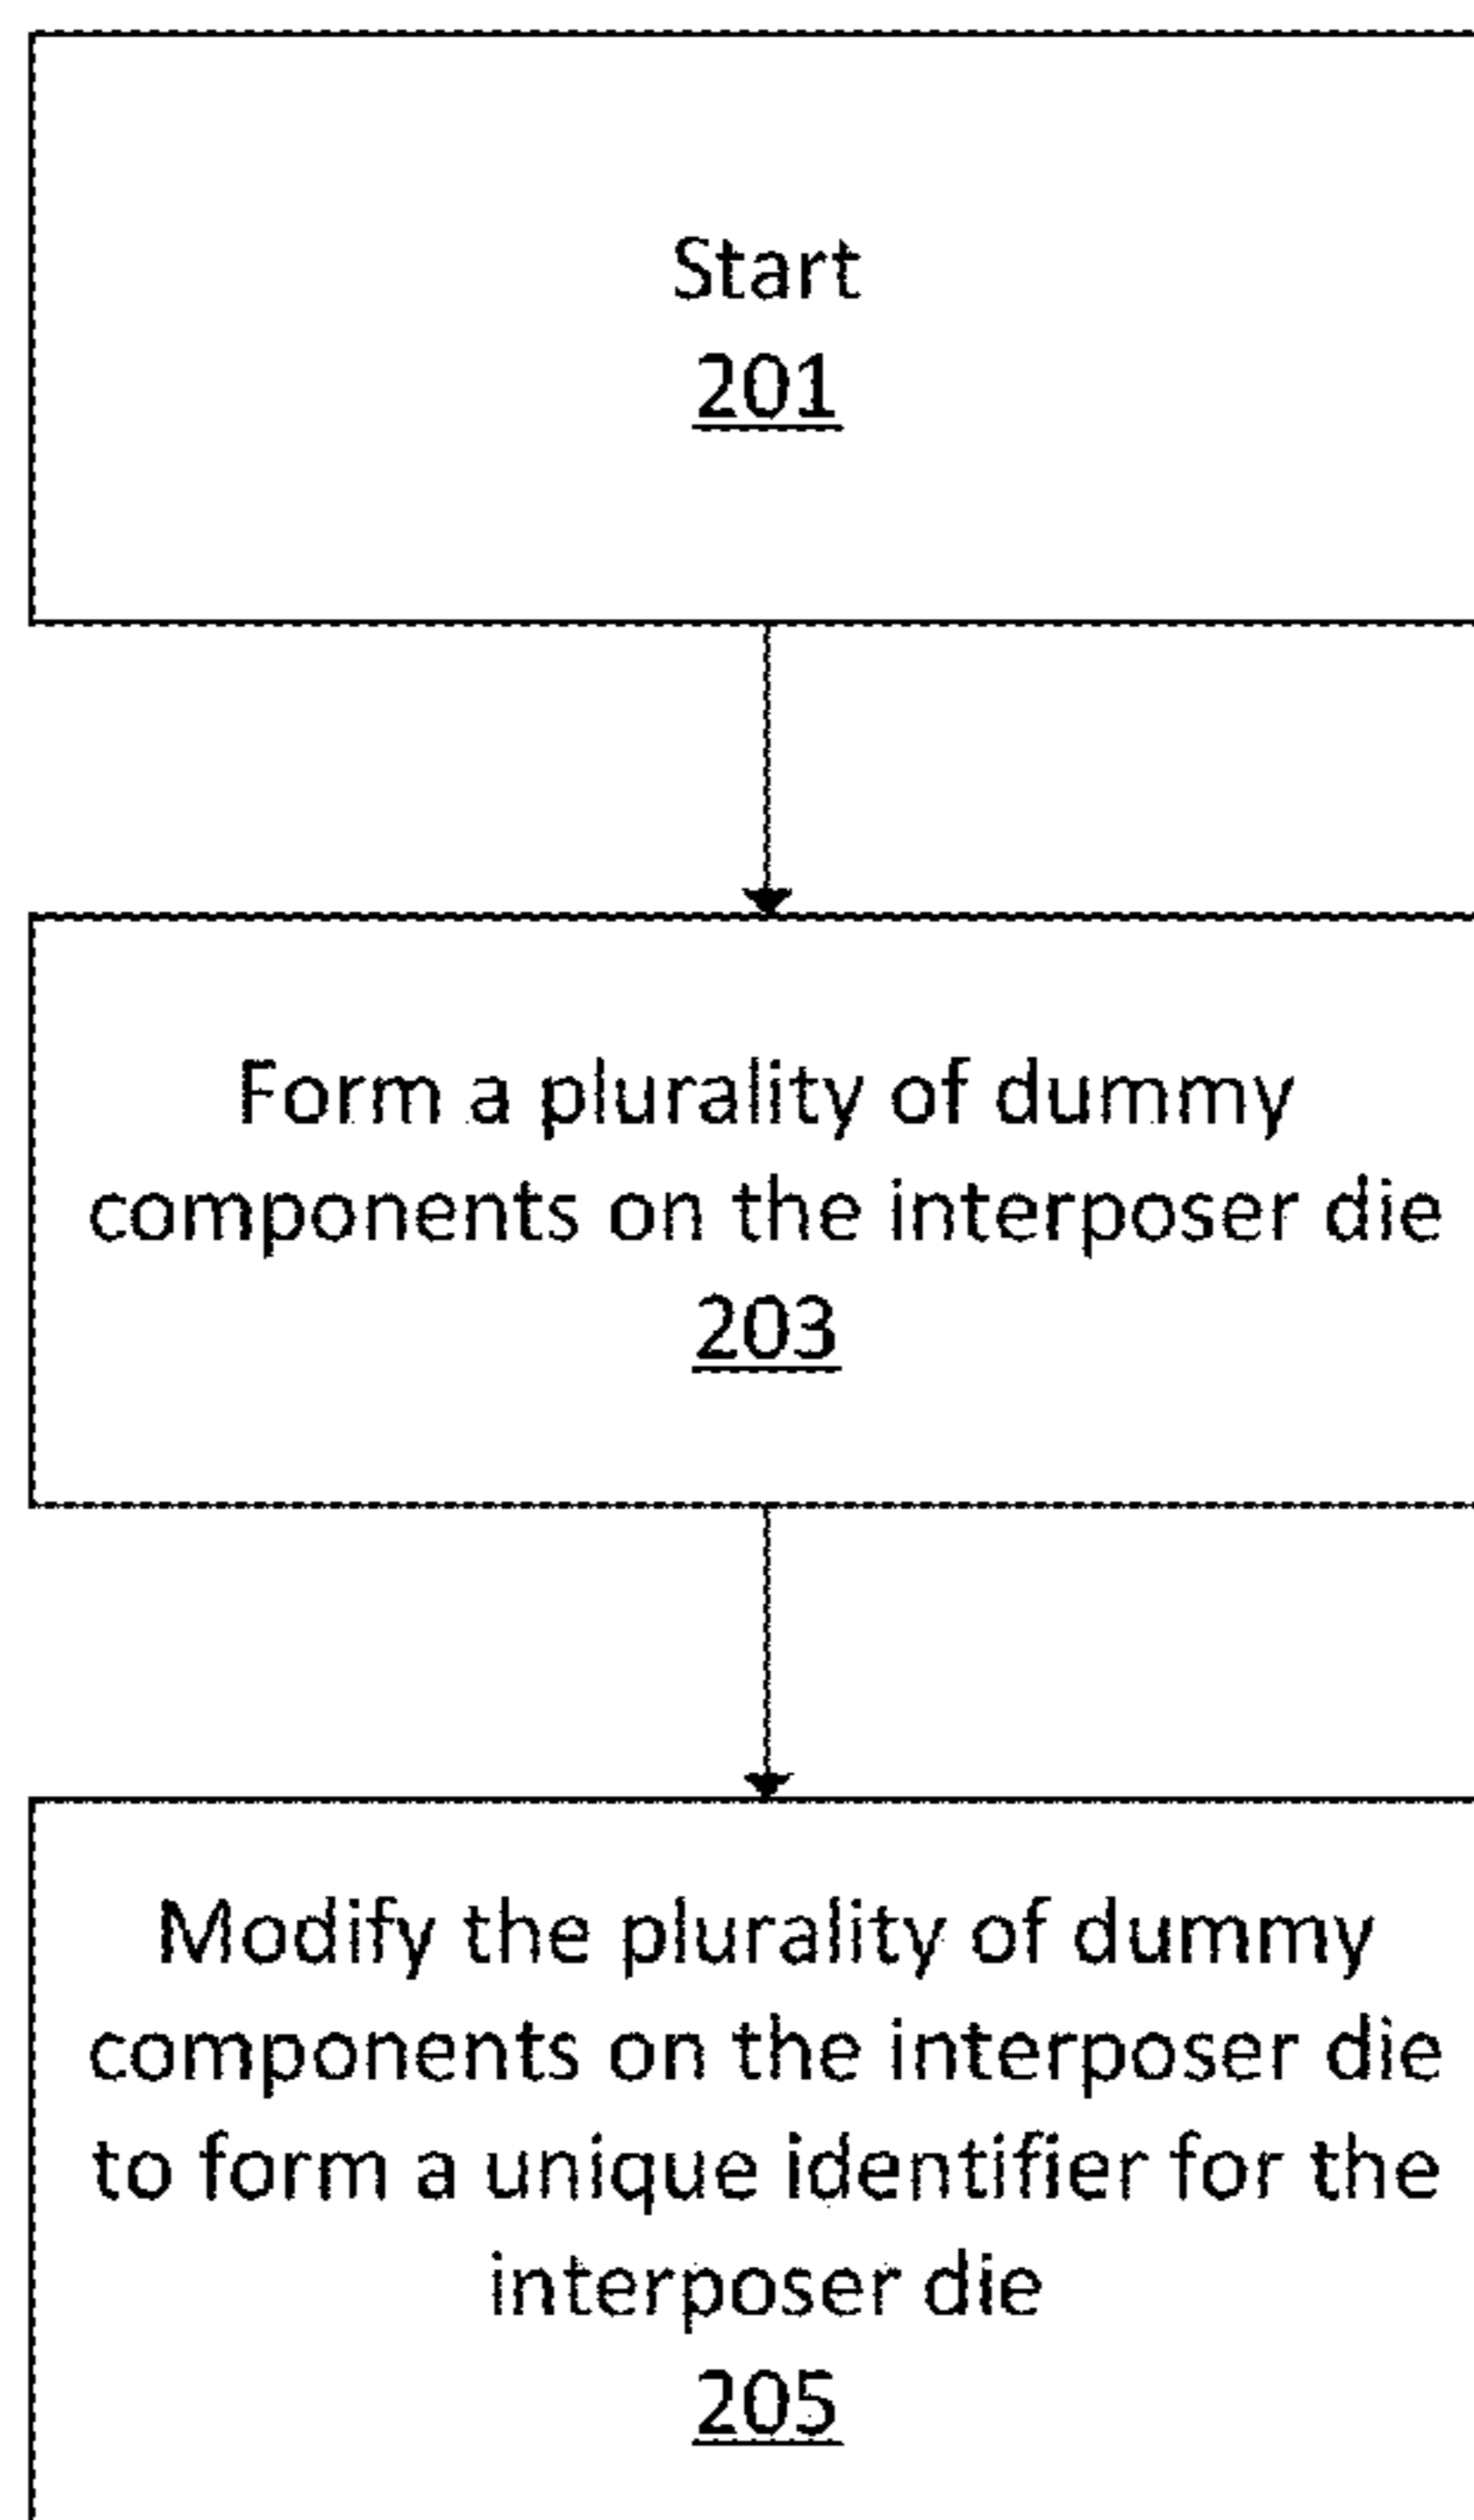 Start
201
Form a plurality of dummy
components on the interposer die
203
Modify the plurality of dummy
components on the interposer die
to form a unique identifier for the
interposer die
205